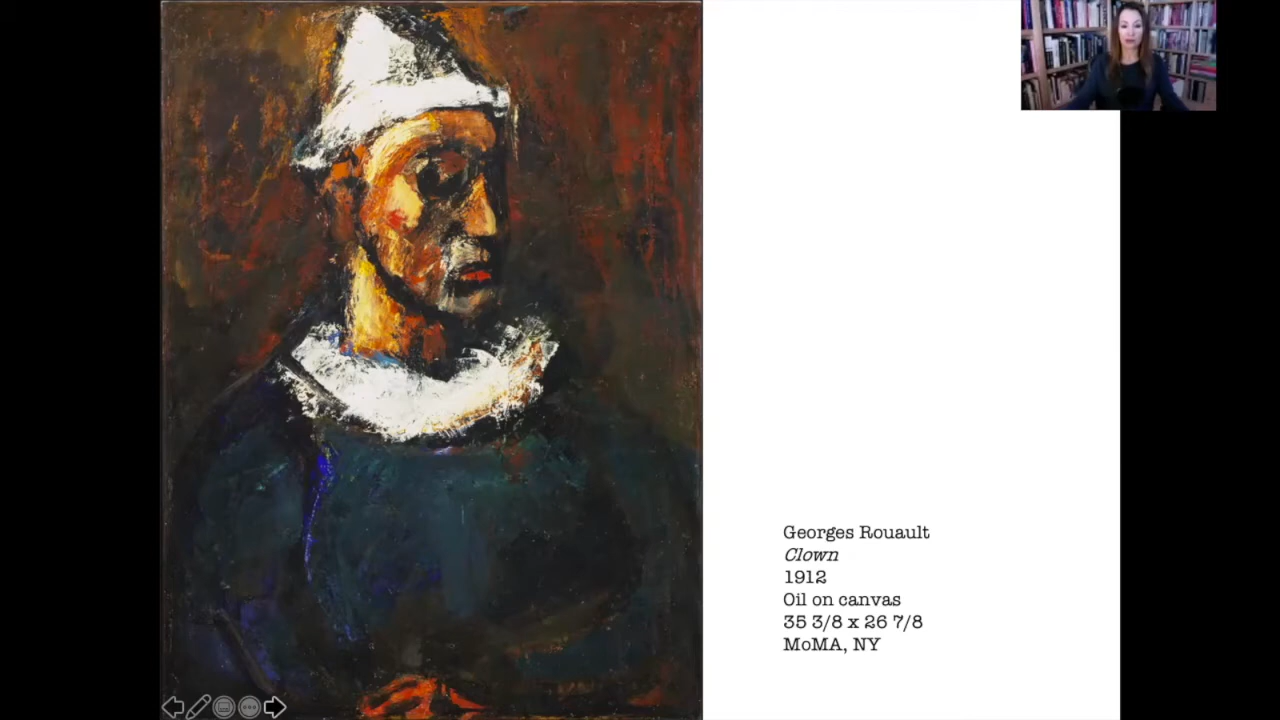 Georges Rouault
Clown
1912
Oil on canvas
35 3/8 x 26 7/8
MoMA, NY